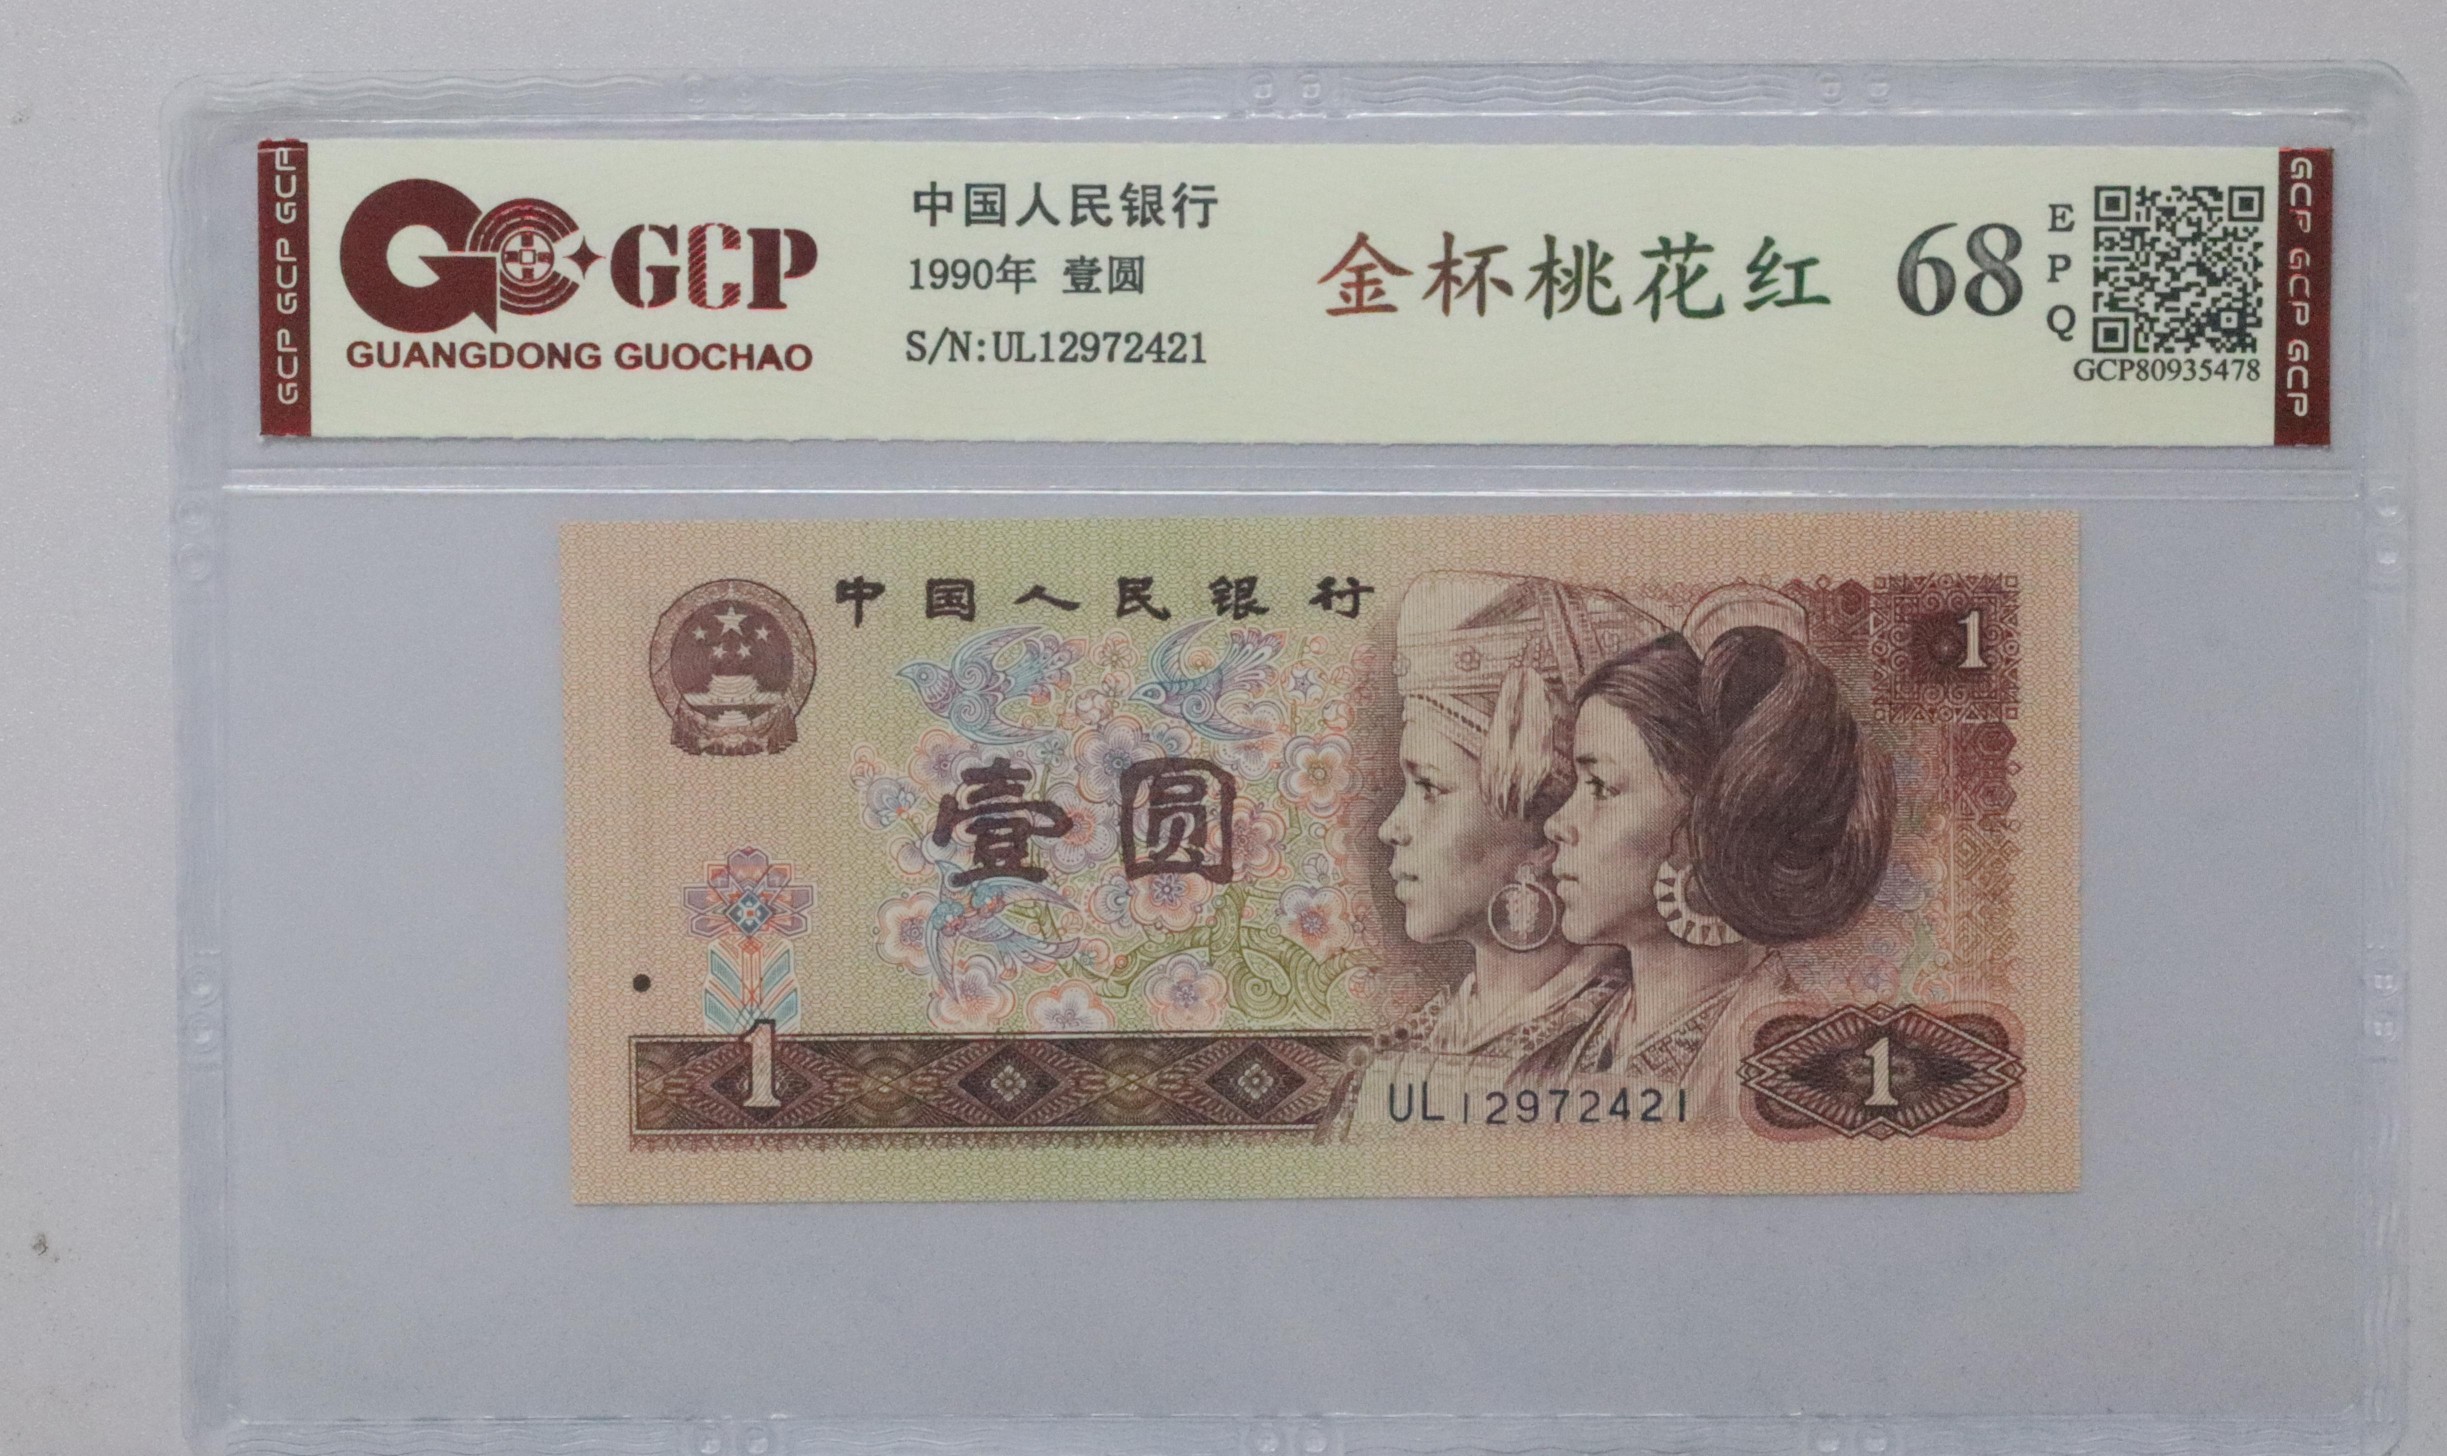 GCP GCP GCP
GCP
GUANGDONG GUOCHAO
中国人民银行
1990年 壹圆
S/N:UL12972421
金杯桃花红
68
EPQ
GCP80935478
GCP GCP GCP
中国人民银行
1
壹圆
1
UL12972421
1